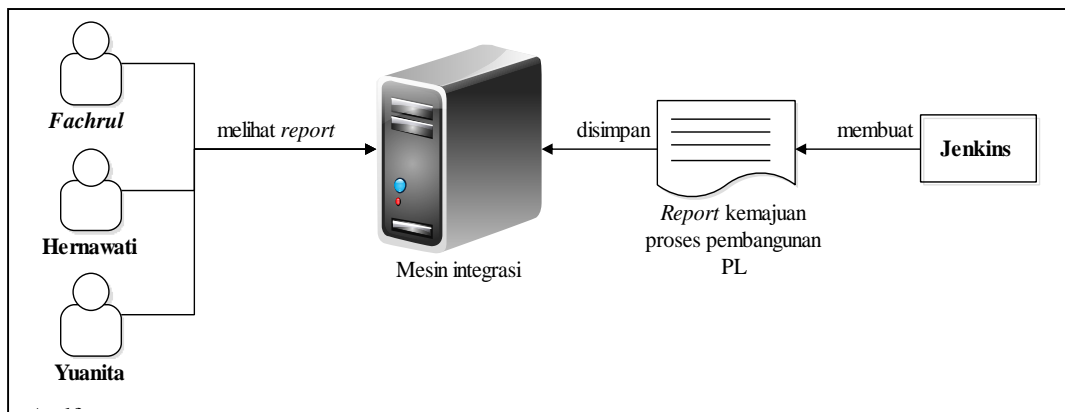 Fachrul
melihat report
disimpan
membuat
Jenkins
Hernawati
Report kemajuan
proses pembangunan
PL
Mesin integrasi
Yuanita